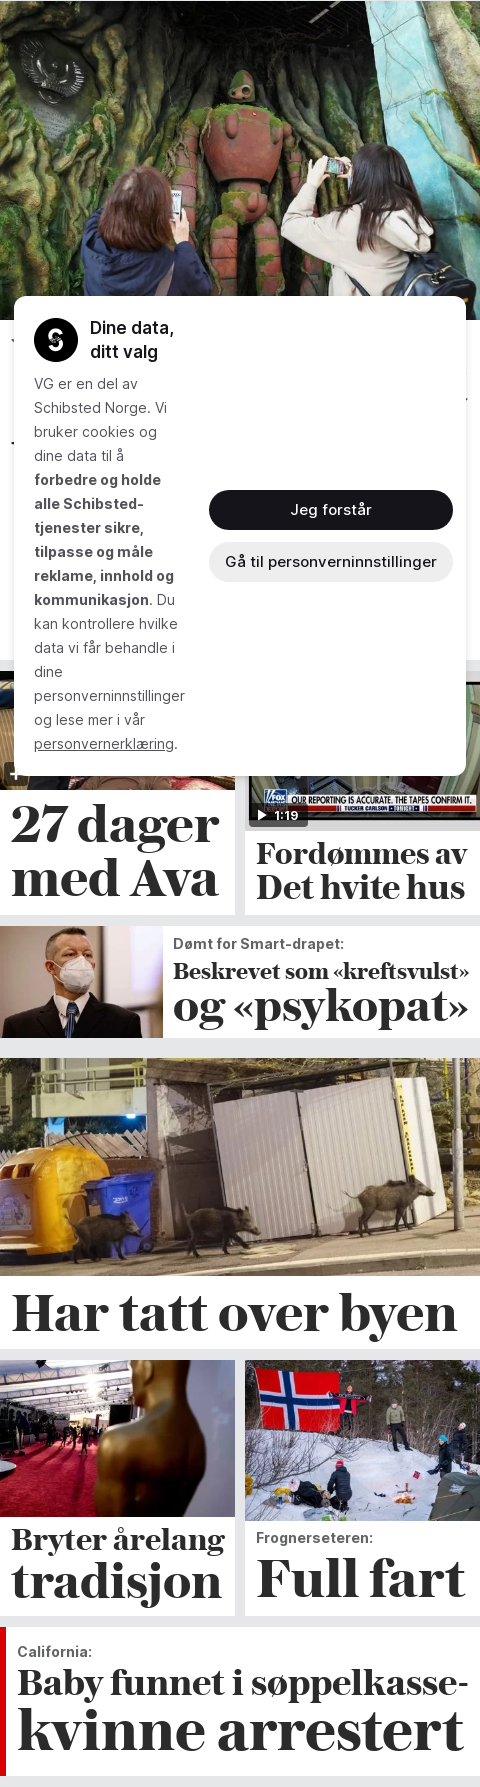 Dine data,
ditt valg
VG er en del av
Schibsted Norge. Vi
bruker cookies og
dine data til å
forbedre og holde
alle Schibsted-
tjenester sikre,
tilpasse og måle
reklame, innhold og
kommunikasjon. Du
kan kontrollere hvilke
data vi får behandle i
dine
personverninnstillinger
og lese mer i vår
personvernerklæring.
Jeg forstår
Gå til personverninnstillinger
FOX
OUR REPORTING IS ACCURATE. THE TAPES CONFIRM IT.
TUCKER CARLSON
1:19
27 dager
med Ava
Fordømmes av
Det hvite hus
Dømt for Smart-drapet:
Beskrevet som «kreftsvulst»
og «psykopat»
Har tatt over byen
Bryter årelang
tradisjon
Frognerseteren:
Full fart
California:
Baby funnet i søppelkasse-
kvinne arrestert